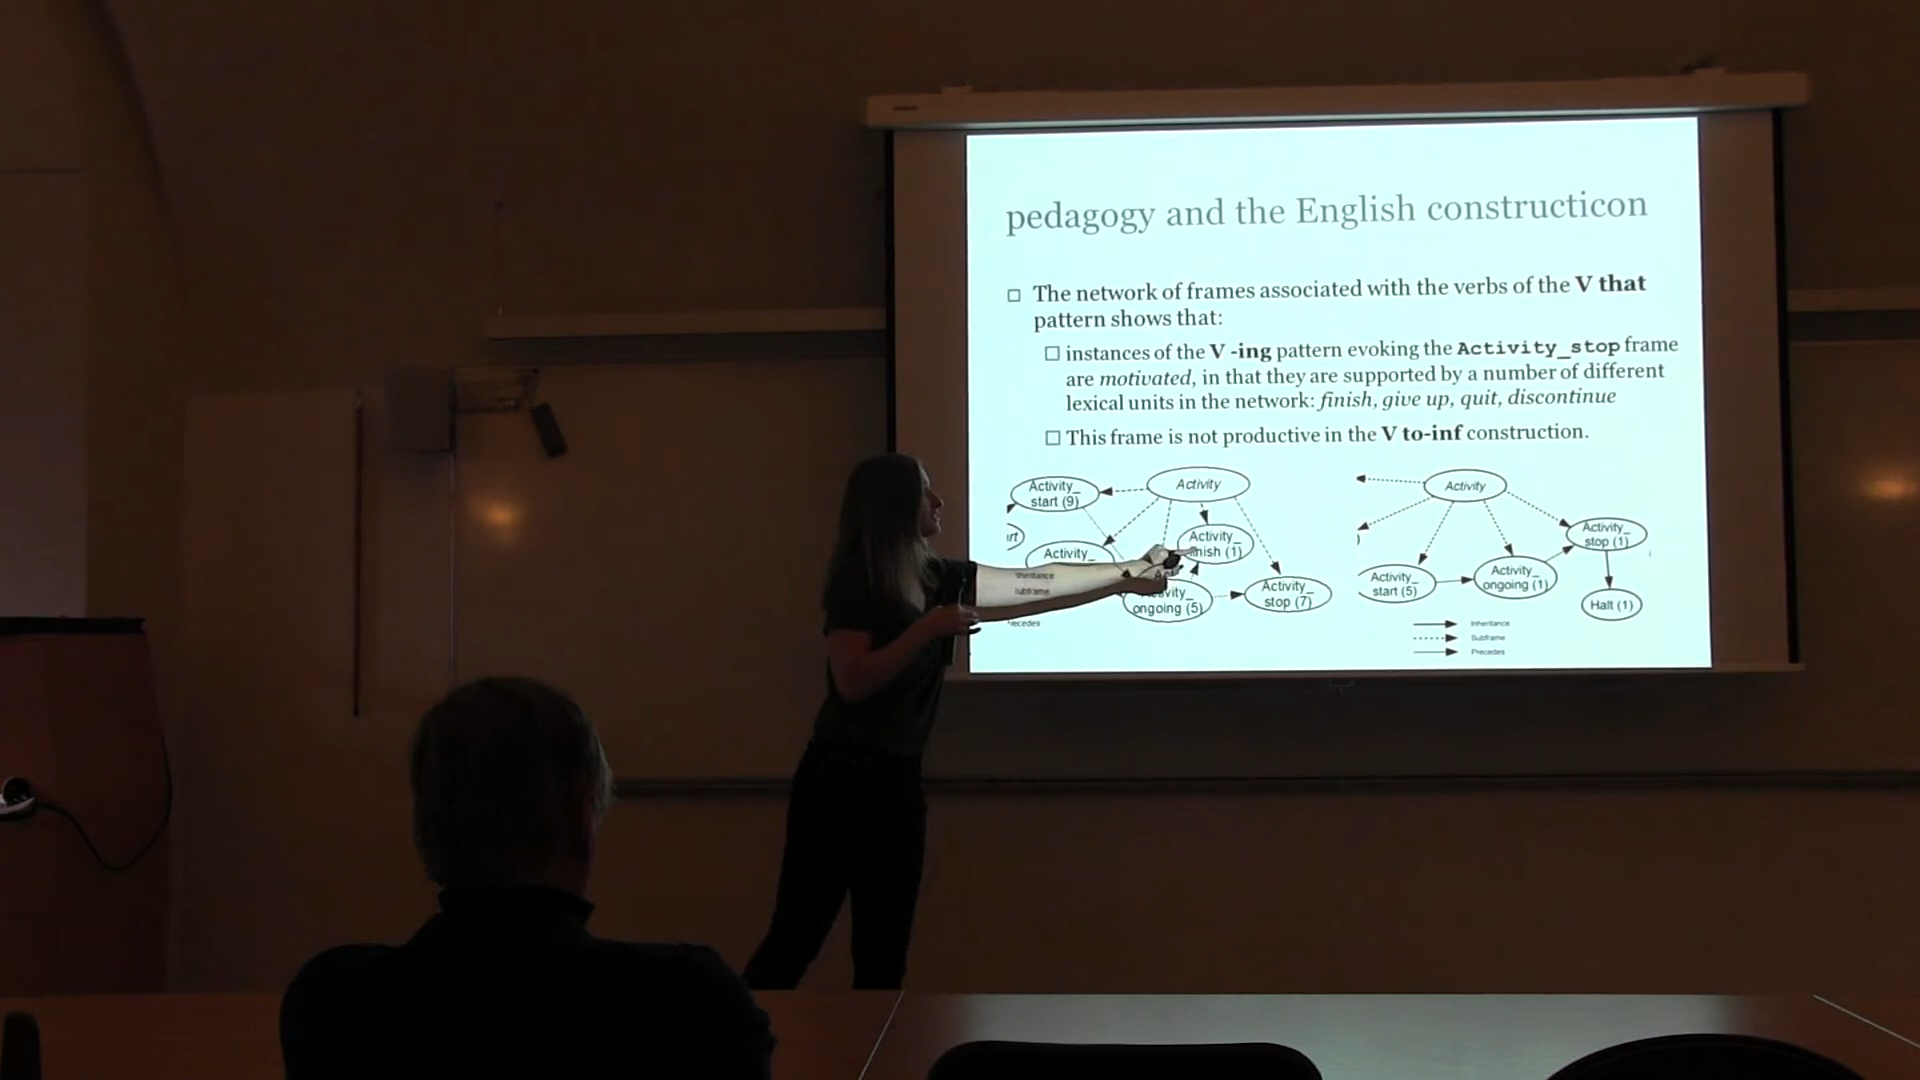 pedagogy and the English constructicon
The network of frames associated with the verbs of the V that
pattern shows that:
instances of the V -ing pattern evoking the Activity_stop frame
are motivated, in that they are supported by a number of different
lexical units in the network: finish, give up, quit, discontinue
This frame is not productive in the V to-inf construction.
Activity_
start (9)
Activity
Activity_
Activity_
(1)
ongoing (5)
Activity_
stop (7)
Activity
Activity_
stop (1)
Activity_
start (5)
Activity_
ongoing (1)
Halt (1)
Inheritance
Subframe
Precedes